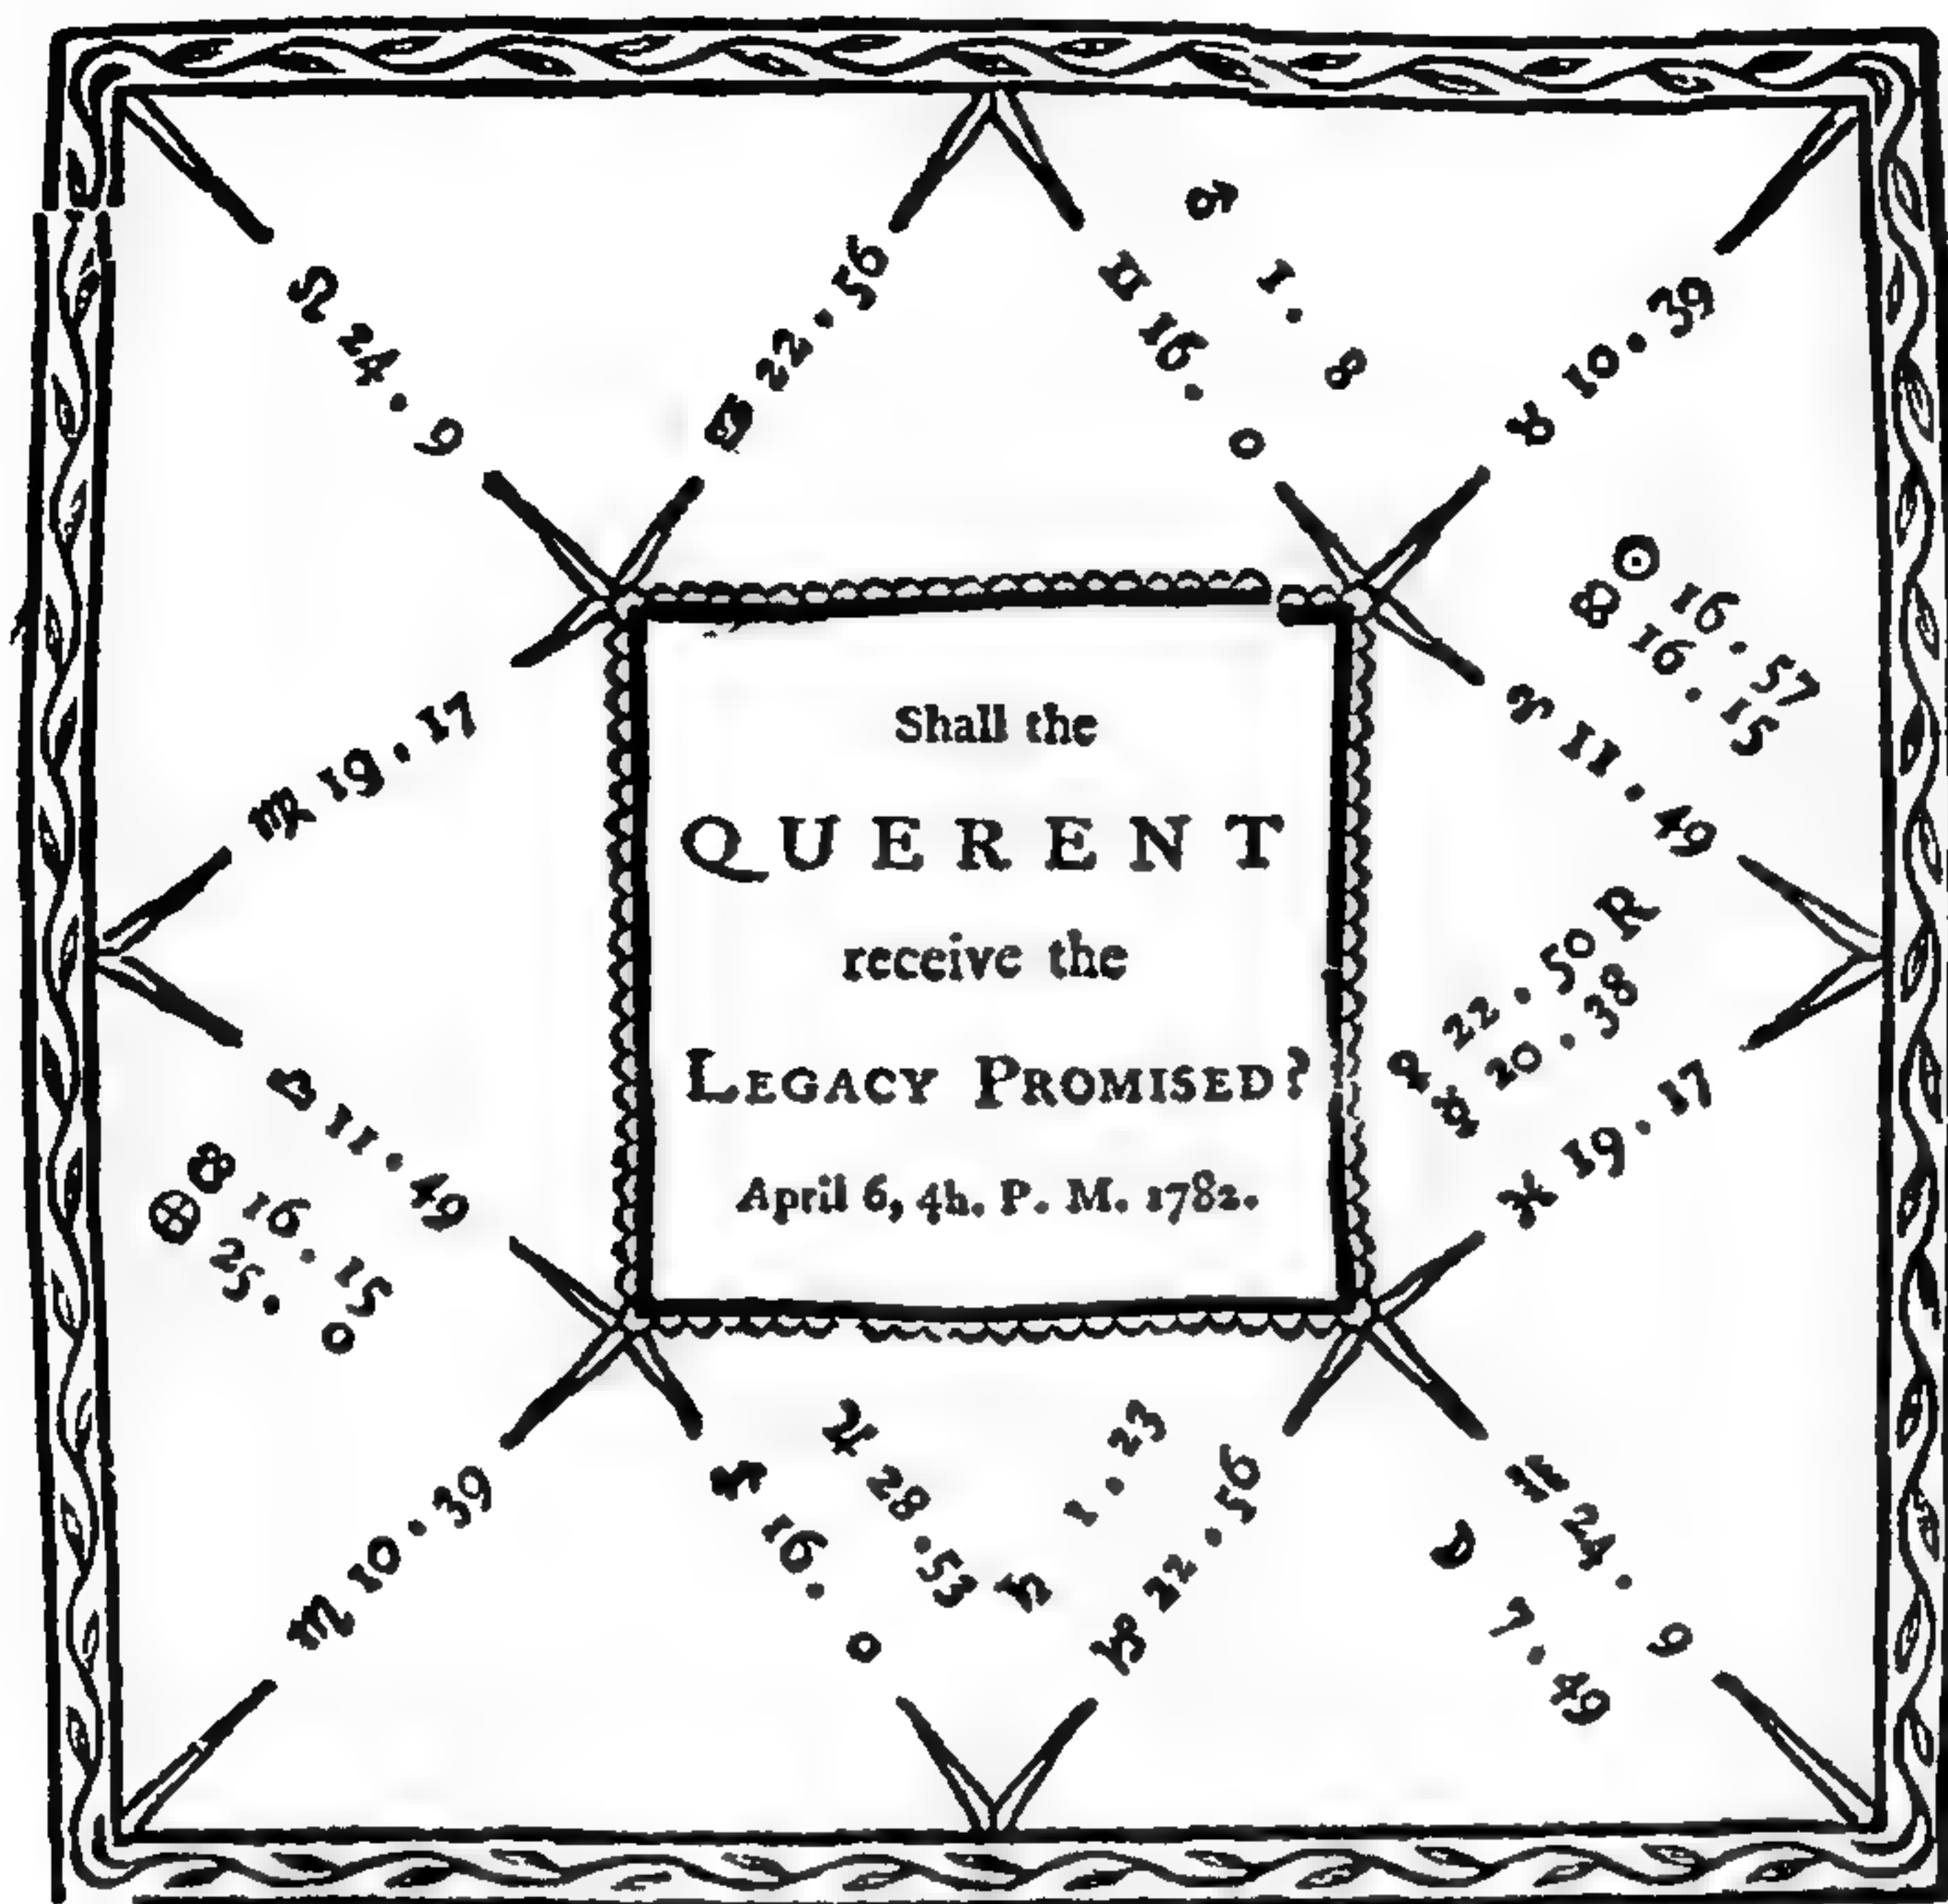 ♂ 1. 8
♌ 24. 9
♋ 22. 56
♊ 16. 0
♉ 10. 39
☉ 16. 57
☋ 16. 15
♍ 19. 17
♈ 11. 49
Shall the
QUERENT
receive the
LEGACY PROMISED?
April 6, 4h. P. M. 1782.
♀ 22. 50 R
☿ 20. 38
♓ 19. 17
♎ 11. 49
☊ 16. 15
⊗ 25. 0
♏ 10. 39
♐ 16. 0
♃ 28. 53
♄ 1. 23
♑ 22. 56
♒ 24. 9
☽ 7. 49